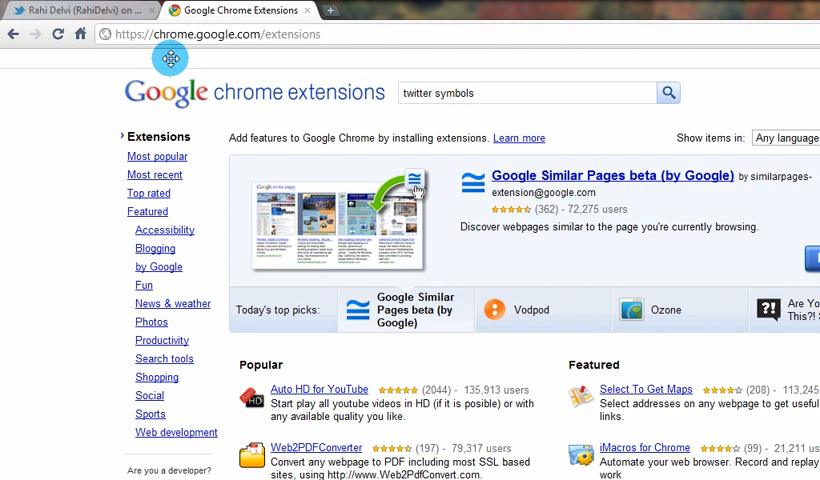 Rahi Delvi (RahiDelvi) on ...
Google Chrome Extensions
https://chrome.google.com/extensions
Google chrome extensions
twitter symbols
Extensions
Add features to Google Chrome by installing extensions. Learn more
Show items in: Any language
Most popular
Most recent
Top rated
Featured
Accessibility
Blogging
by Google
Fun
News & weather
Photos
Productivity
Search tools
Shopping
Social
Sports
Web development
Are you a developer?
Google Similar Pages beta (by Google) by similarpages-
extension@google.com
(362) - 72,275 users
Discover webpages similar to the page you're currently browsing.
Today's top picks:
Google Similar
Pages beta (by
Google)
Vodpod
Ozone
?!
Are Yo
This?! S
Popular
Auto HD for YouTube (2044) - 135,913 users
Start play all youtube videos in HD (if it is posible) or with
any available quality you like.
Web2PDFConverter (197) - 79,317 users
Convert any webpage to PDF including most SSL based
sites, using http://www.Web2PdfConvert.com.
Featured
Select To Get Maps (208) - 113,245
Select addresses on any webpage to get useful
links.
iMacros for Chrome (99) - 21,211 us
Automate your web browser. Record and replay
work